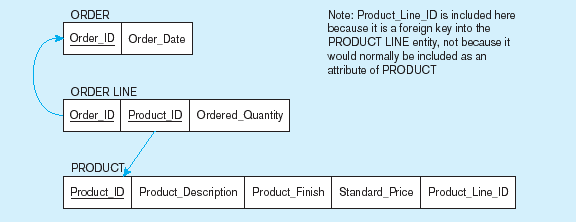 ORDER
Order_ID Order_Date
Note: Product_Line_ID is included here
because it is a foreign key into the
PRODUCT LINE entity, not because it
would normally be included as an
attribute of PRODUCT
ORDER LINE
Order_ID Product_ID Ordered_Quantity
PRODUCT
Product_ID Product_Description Product_Finish Standard_Price Product_Line_ID